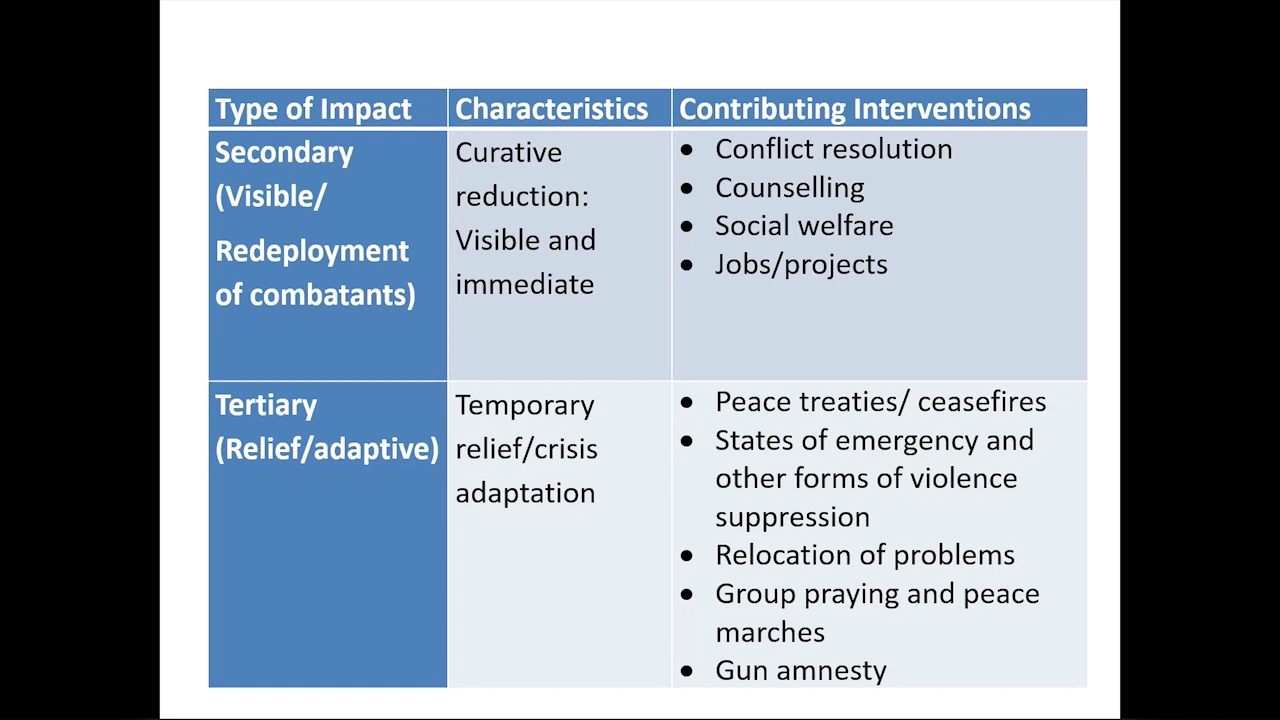 Type of Impact
Characteristics
Contributing Interventions
Secondary
(Visible/
Redeployment
of combatants)
Curative
reduction:
Visible and
immediate
• Conflict resolution
• Counselling
• Social welfare
• Jobs/projects
Tertiary
(Relief/adaptive)
Temporary
relief/crisis
adaptation
• Peace treaties/ ceasefires
• States of emergency and
other forms of violence
suppression
• Relocation of problems
• Group praying and peace
marches
• Gun amnesty